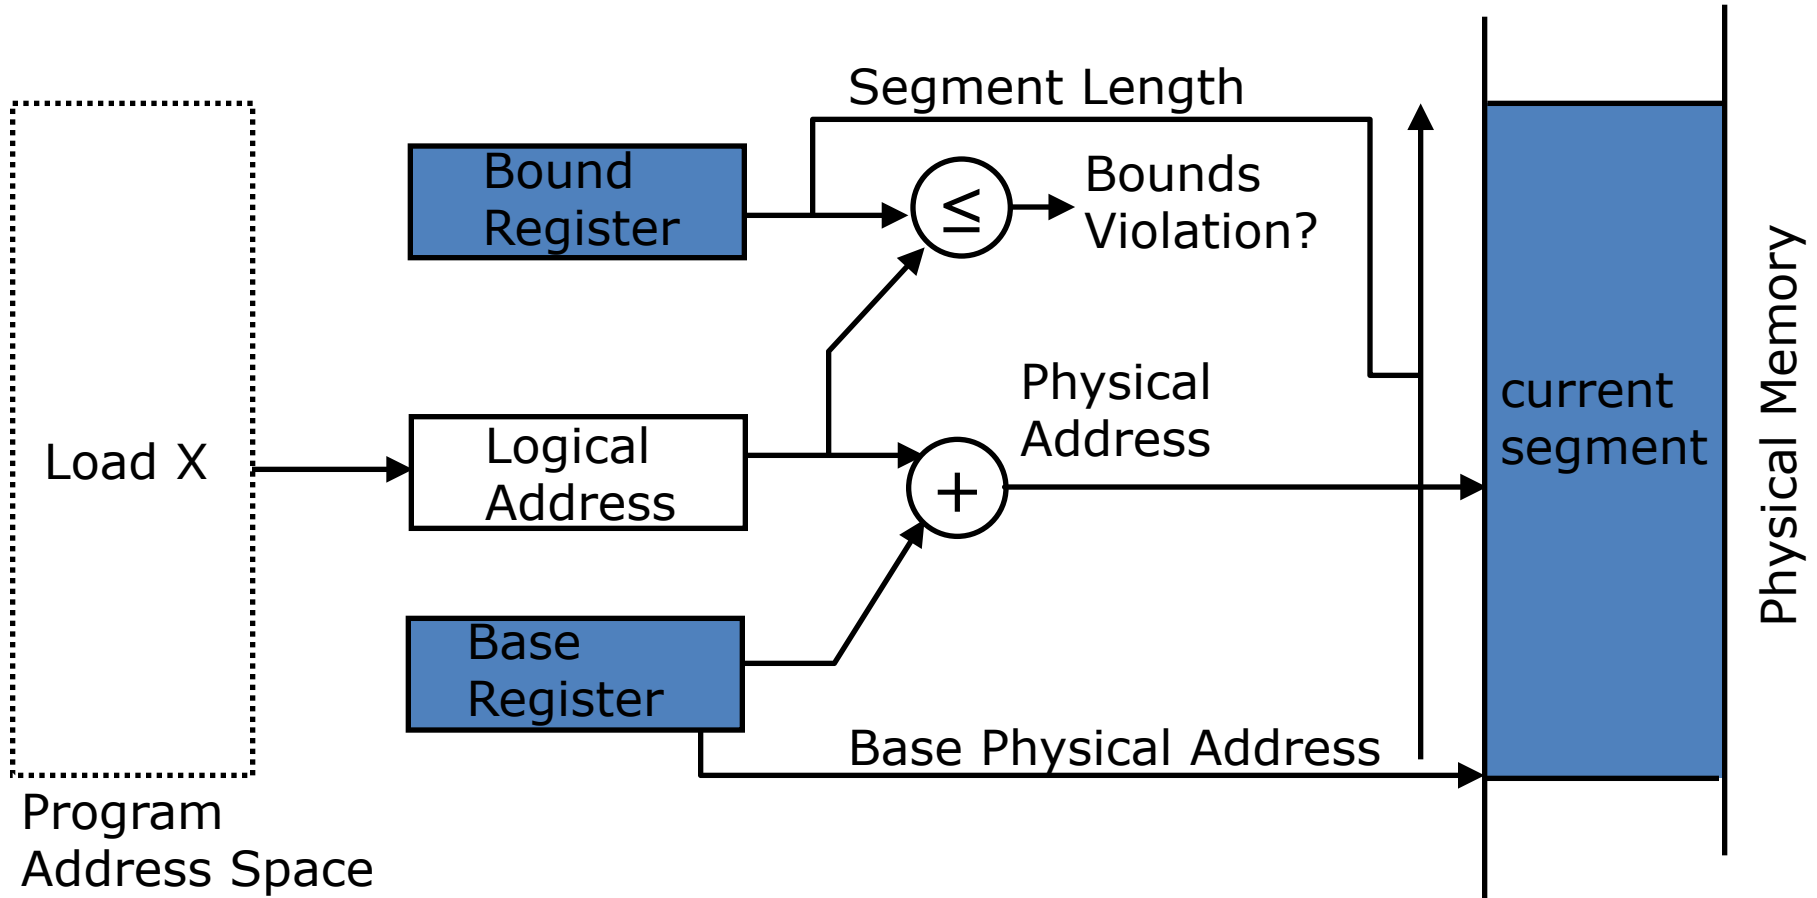 Segment Length
Bound
Register
≤
Bounds
Violation?
Load X
Logical
Address
Physical
Address
+
current
segment
Physical Memory
Base
Register
Base Physical Address
Program
Address Space